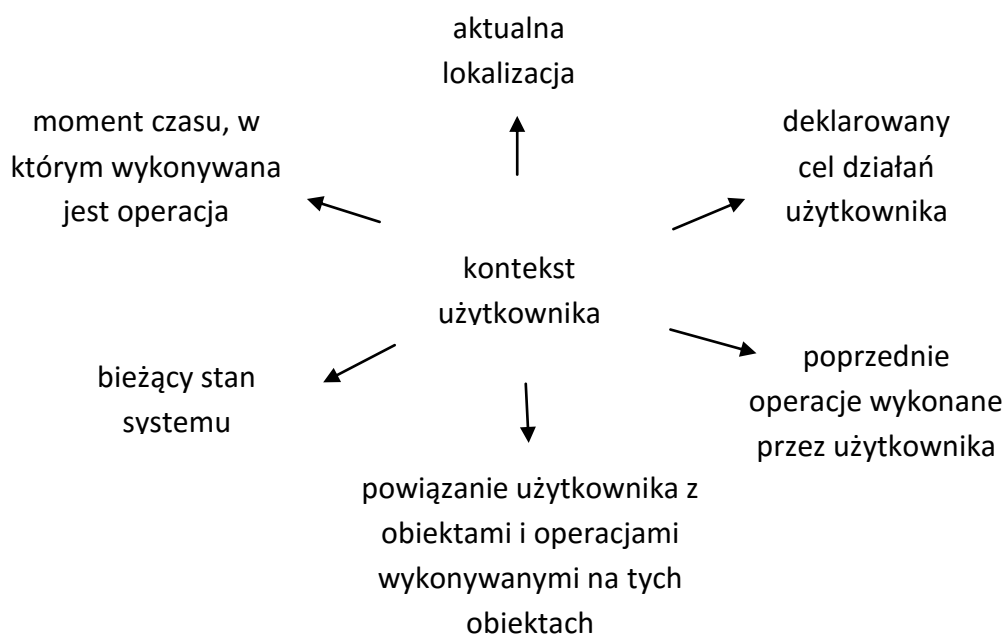 aktualna
lokalizacja
moment czasu, w
którym wykonywana
jest operacja
deklarowany
cel działań
użytkownika
kontekst
użytkownika
bieżący stan
systemu
poprzednie
operacje wykonane
przez użytkownika
powiązanie użytkownika z
obiektami i operacjami
wykonywanymi na tych
obiektach